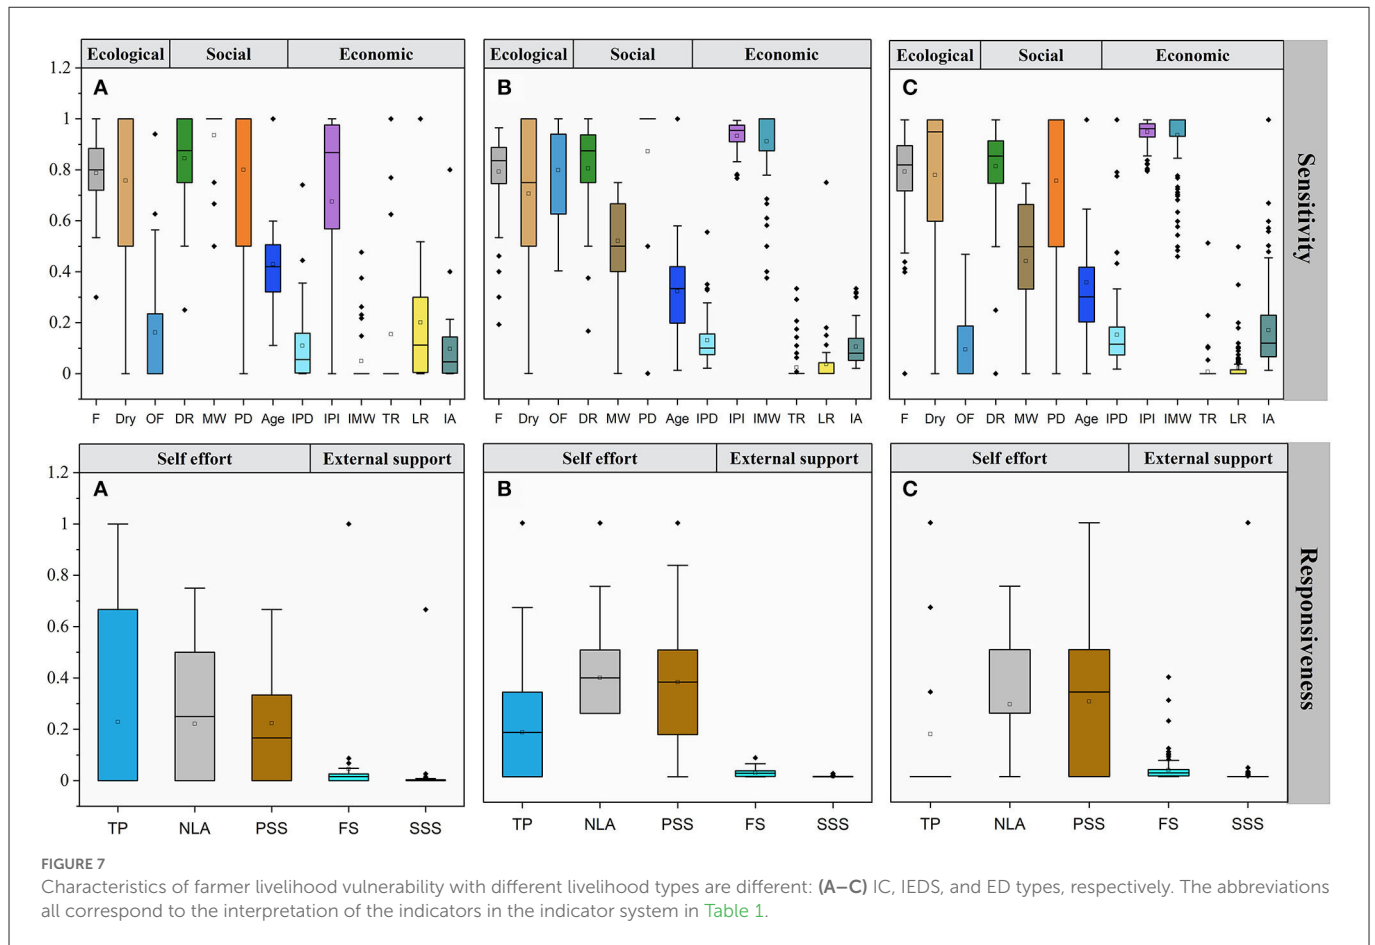 Ecological Social Economic
Ecological Social Economic
Ecological Social Economic
Sensitivity
A
B
C
1.2
1
0.8
0.6
0.4
0.2
0
F Dry OF DR MW PD Age IPD IPI IMW TR LR IA
F Dry OF DR MW PD Age IPD IPI IMW TR LR IA
F Dry OF DR MW PD Age IPD IPI IMW TR LR IA
Self effort External support
Self effort External support
Self effort External support
Responsiveness
A
B
C
1.2
1
0.8
0.6
0.4
0.2
0
TP NLA PSS FS SSS
TP NLA PSS FS SSS
TP NLA PSS FS SSS
FIGURE 7
Characteristics of farmer livelihood vulnerability with different livelihood types are different: (A–C) IC, IEDS, and ED types, respectively. The abbreviations
all correspond to the interpretation of the indicators in the indicator system in Table 1.